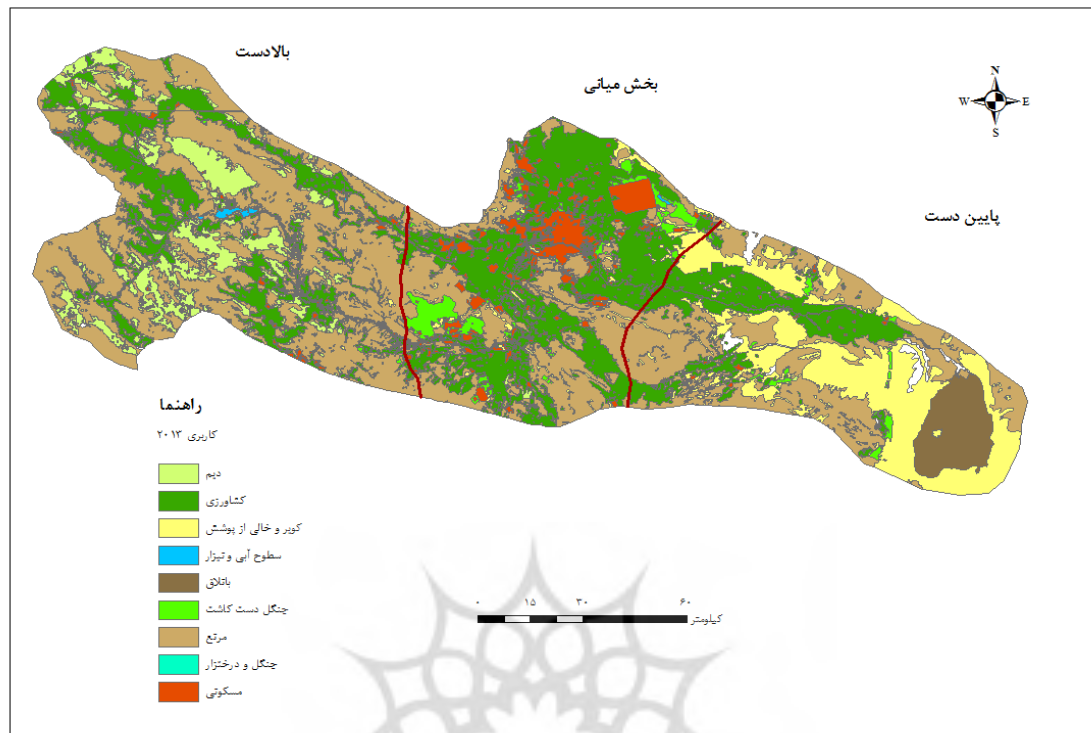 بالادست
بخش میانی
N
W E
S
پایین دست
راهنما
کاربری ۲۰۱۳
دیم
کشاورزی
کویر و خالی از پوشش
سطوح آبی و نیزار
باتلاق
جنگل دست کاشت
مرتع
جنگل و درختزار
مسکونی
۰ ۱۵ ۳۰ ۶۰
کیلومتر